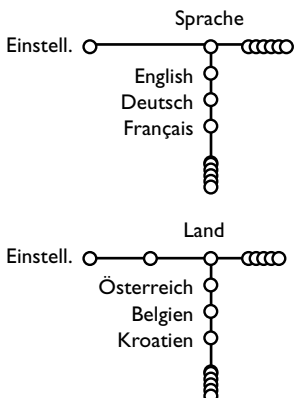 Sprache
Einstell.
English
Deutsch
Français
Land
Einstell.
Österreich
Belgien
Kroatien